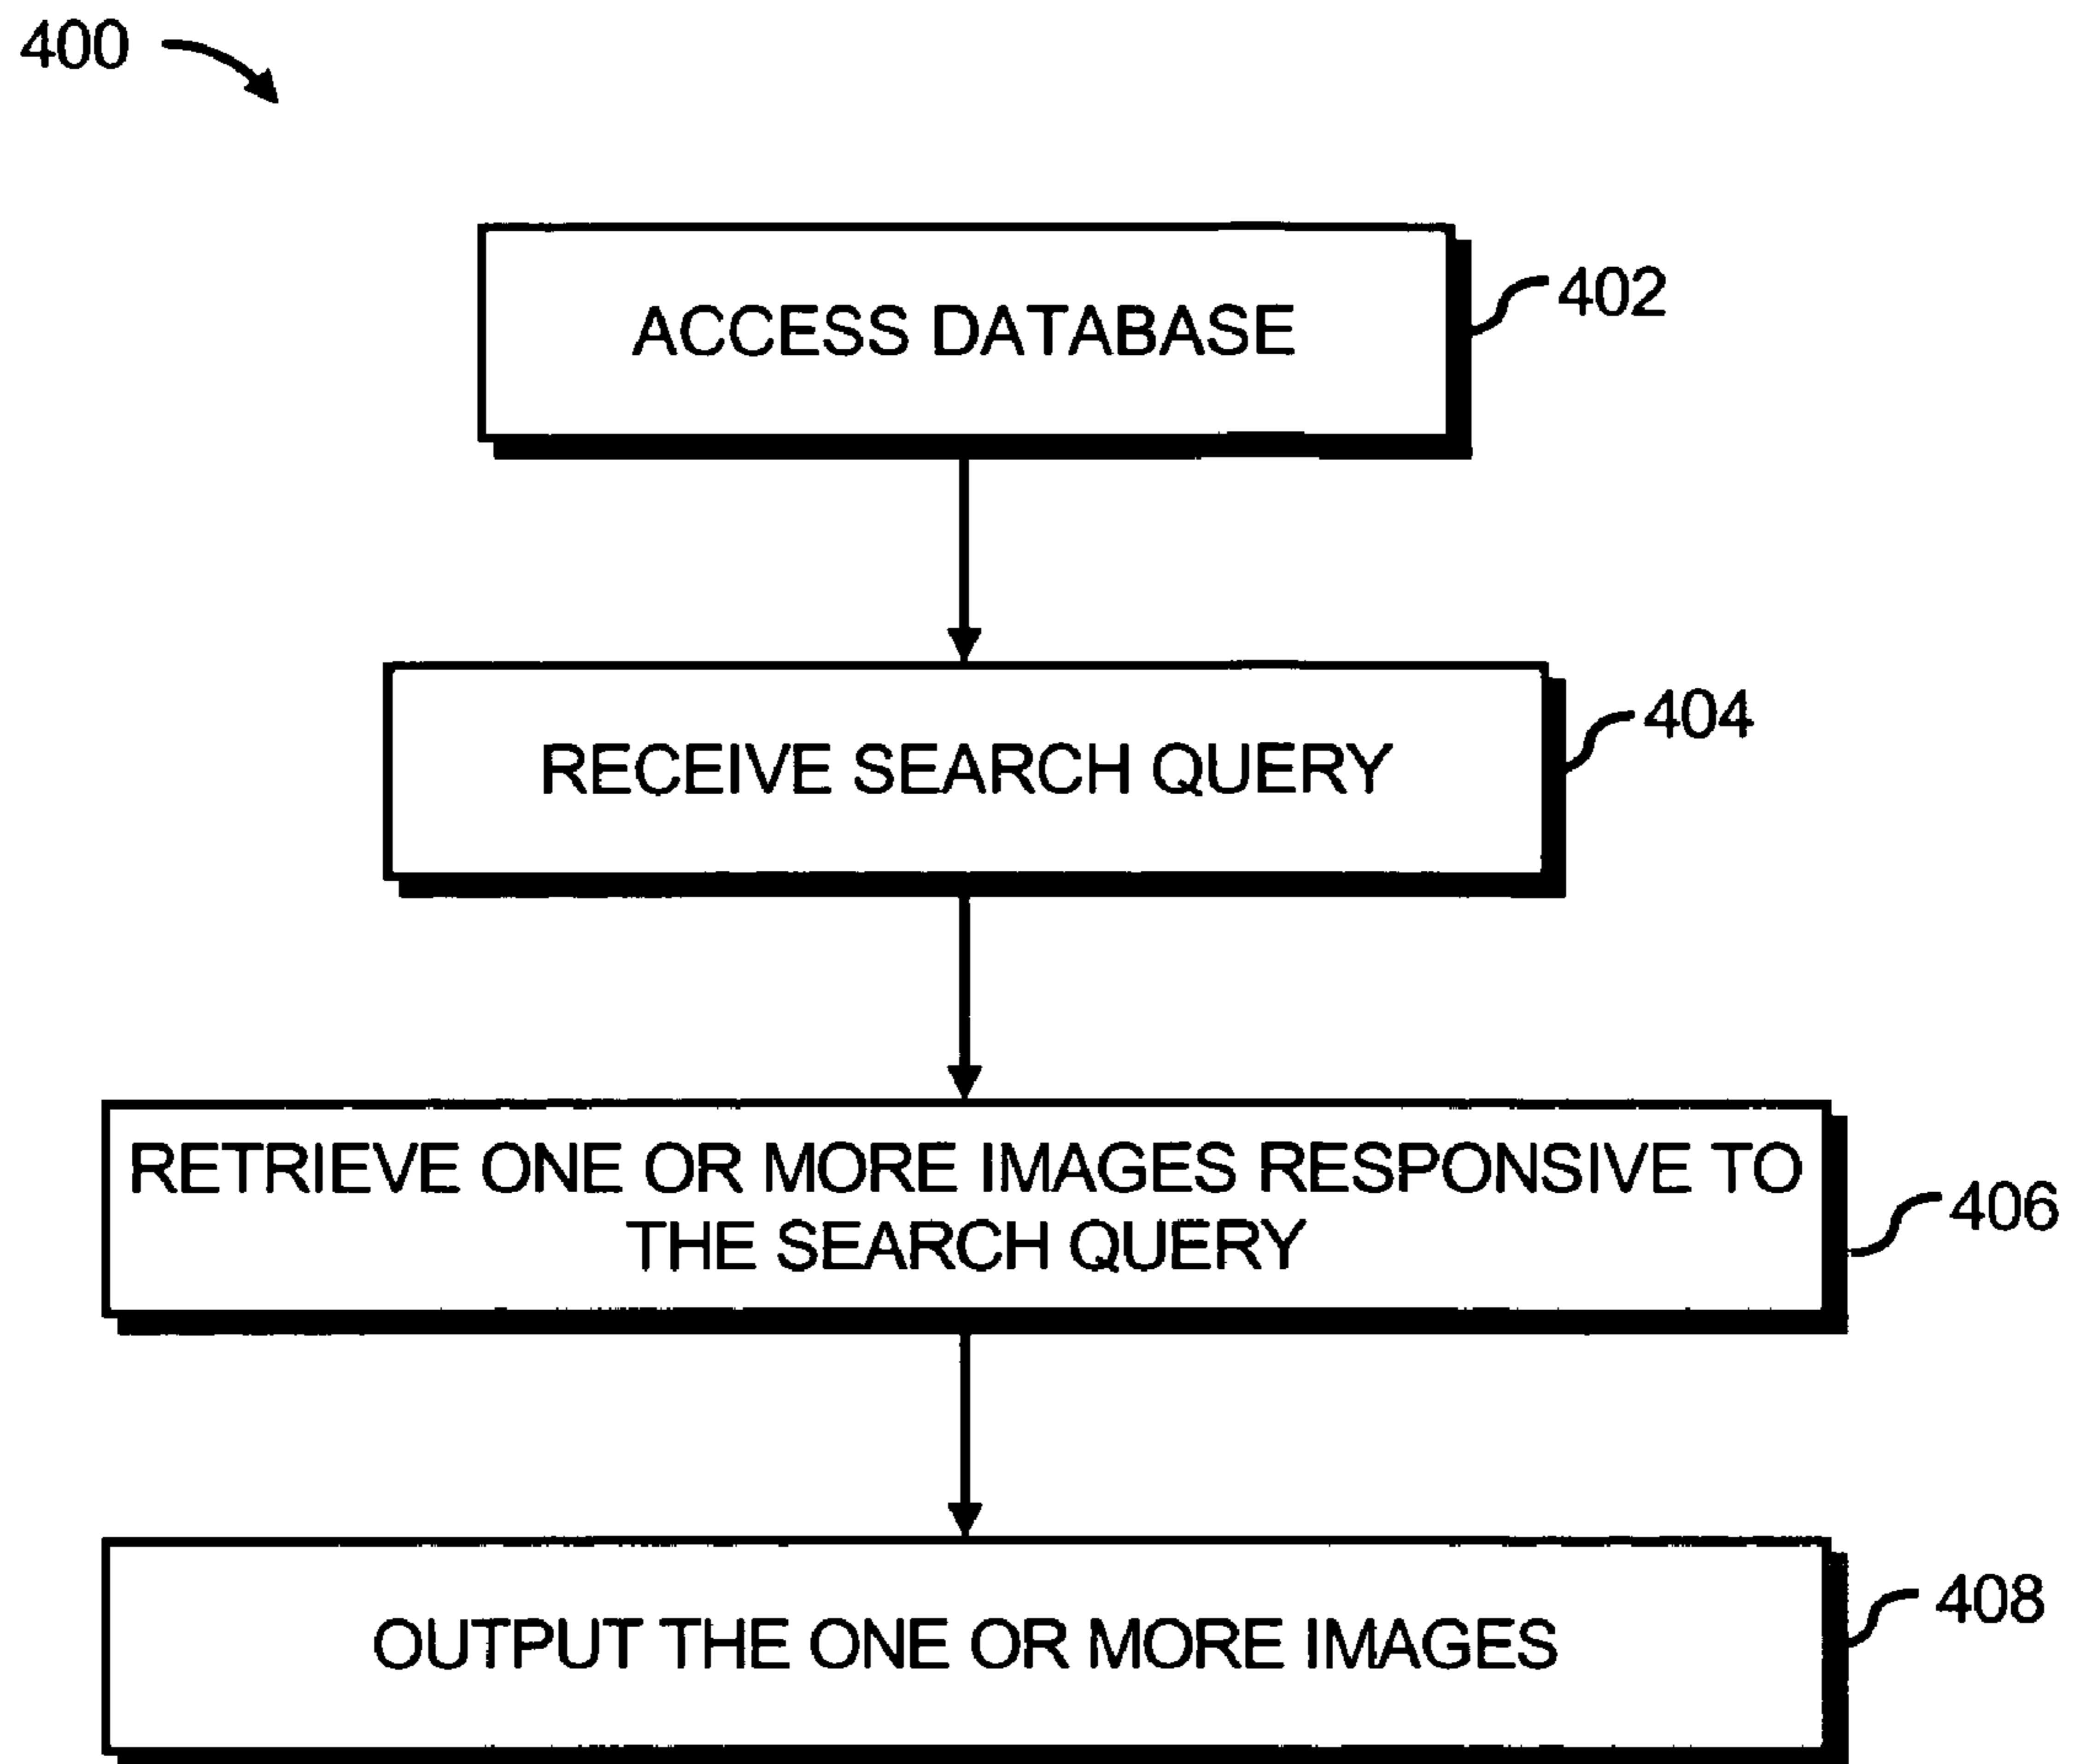 400
ACCESS DATABASE
402
RECEIVE SEARCH QUERY
404
RETRIEVE ONE OR MORE IMAGES RESPONSIVE TO
THE SEARCH QUERY
406
OUTPUT THE ONE OR MORE IMAGES
408